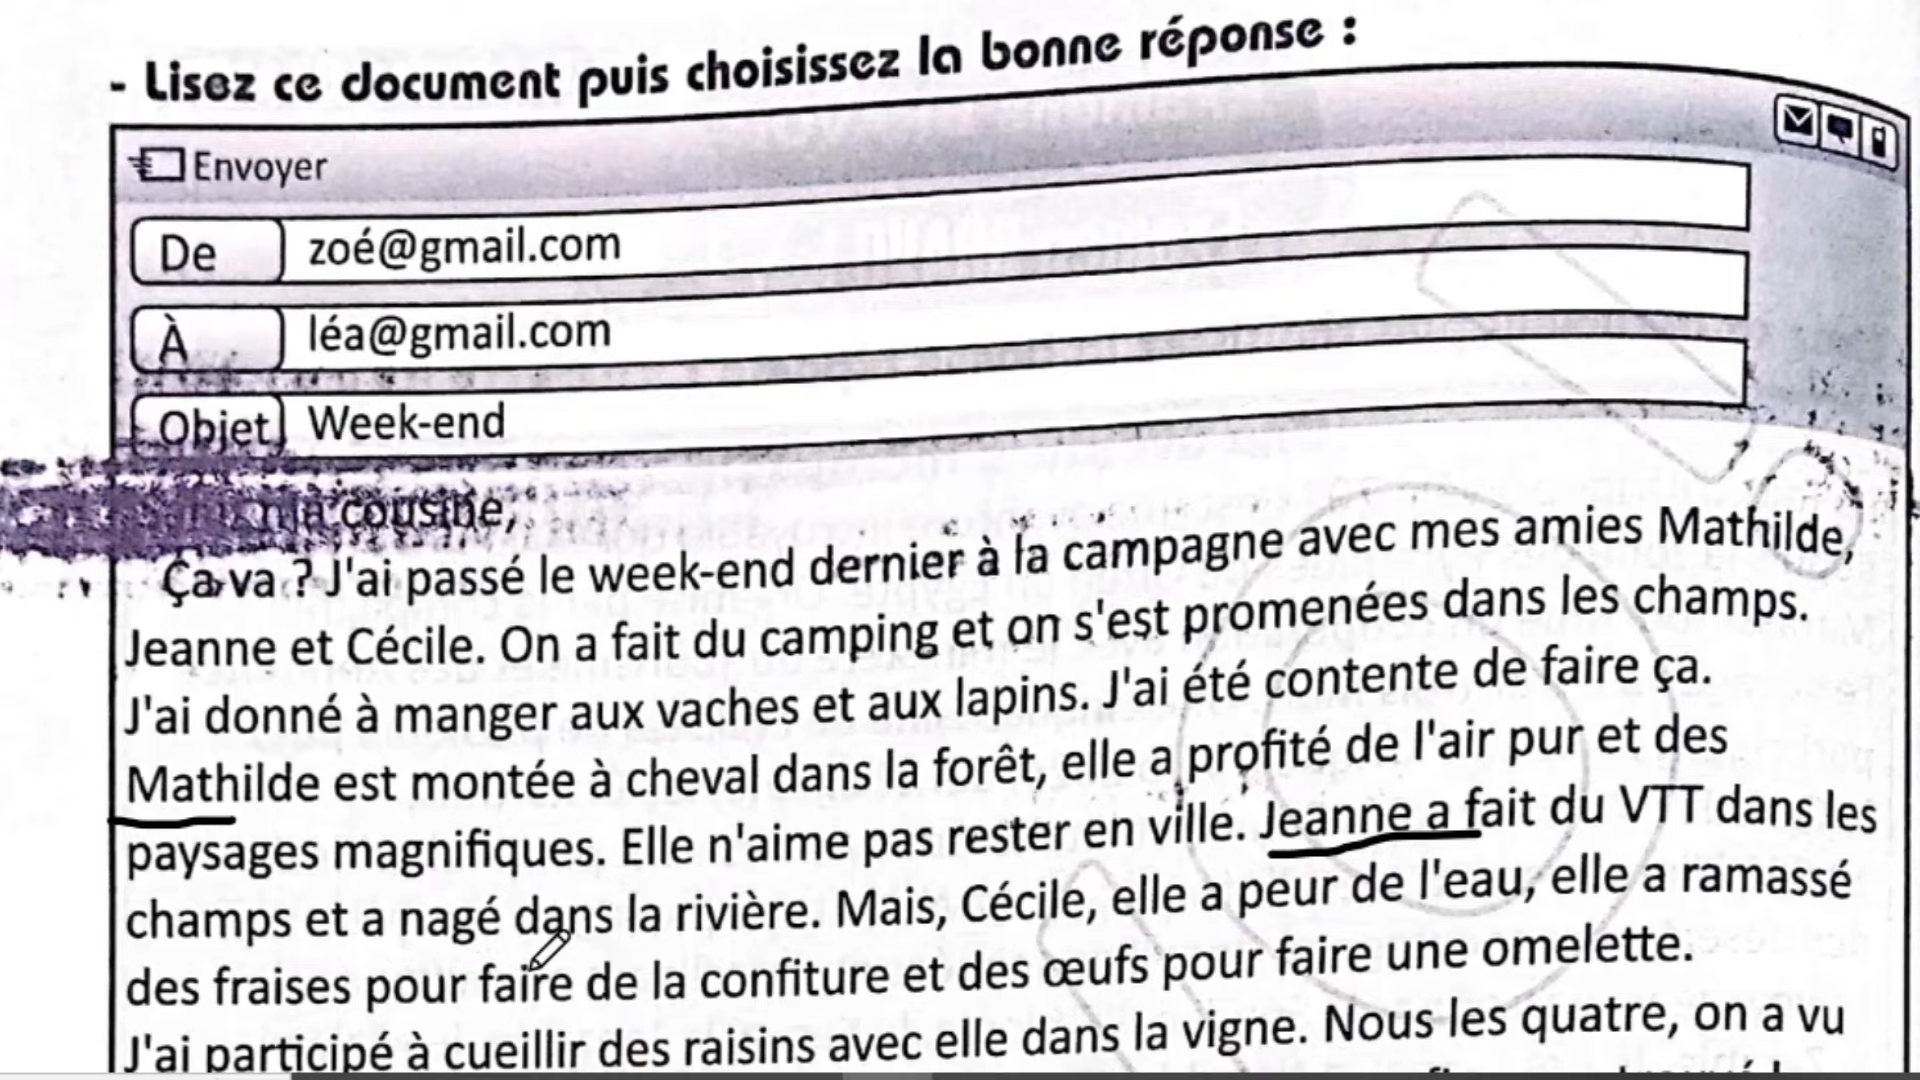 - Lisez ce document puis choisissez la bonne réponse :
Envoyer
De zoé@gmail.com
À léa@gmail.com
Objet Week-end
ma cousine,
Ça va ? J'ai passé le week-end dernier à la campagne avec mes amies Mathilde,
Jeanne et Cécile. On a fait du camping et on s'est promenées dans les champs.
J'ai donné à manger aux vaches et aux lapins. J'ai été contente de faire ça.
Mathilde est montée à cheval dans la forêt, elle a profité de l'air pur et des
paysages magnifiques. Elle n'aime pas rester en ville. Jeanne a fait du VTT dans les
champs et a nagé dans la rivière. Mais, Cécile, elle a peur de l'eau, elle a ramassé
des fraises pour faire de la confiture et des œufs pour faire une omelette.
J'ai participé à cueillir des raisins avec elle dans la vigne. Nous les quatre, on a vu